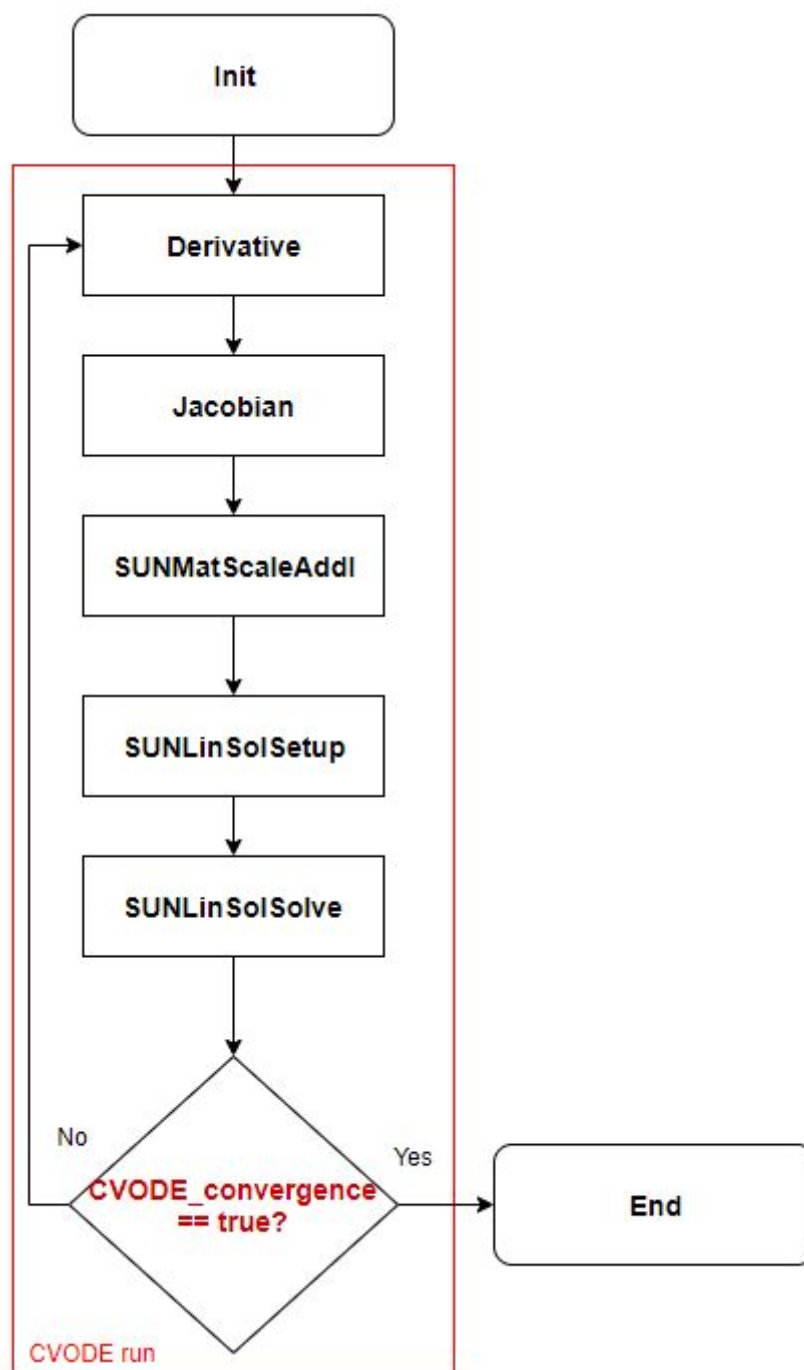 Init
Derivative
Jacobian
SUNMatScaleAddI
SUNLinSolSetup
SUNLinSolSolve
No
Yes
CVODE_convergence
== true?
End
CVODE run